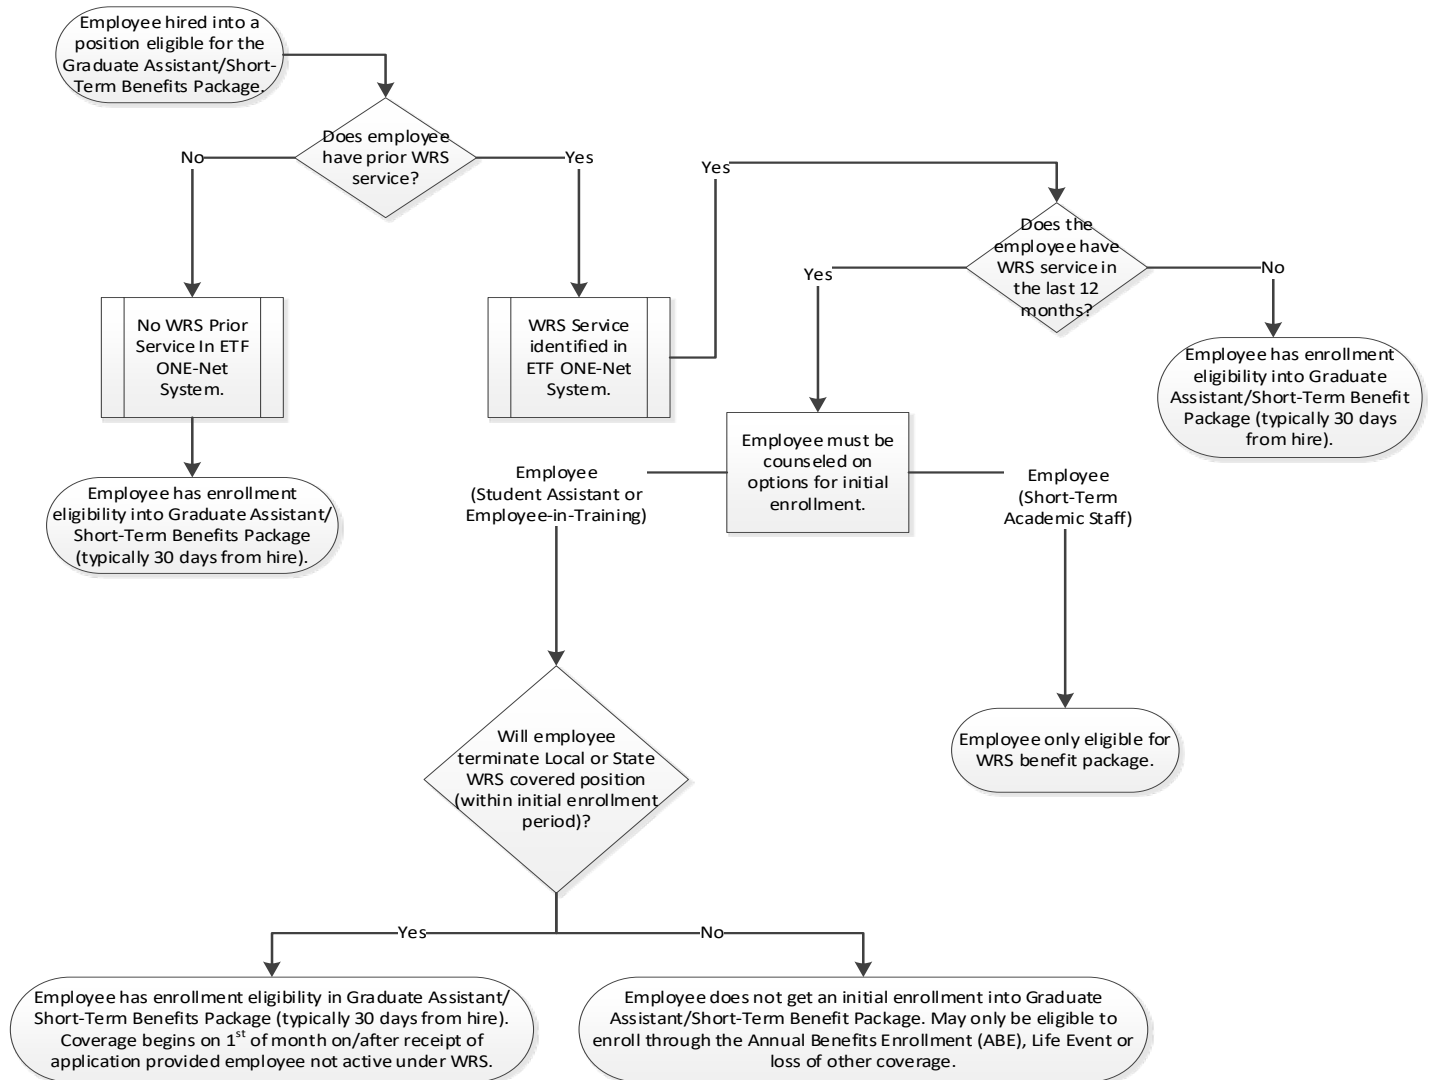 Employee hired into a
position eligible for the
Graduate Assistant/Short-
Term Benefits Package.
Does employee
have prior WRS
service?
No
Yes
Yes
Does the
employee have
WRS service in
the last 12
months?
Yes
No
No WRS Prior
Service In ETF
ONE-Net
System.
WRS Service
identified in
ETF ONE-Net
System.
Employee has enrollment
eligibility into Graduate
Assistant/Short-Term Benefit
Package (typically 30 days
from hire).
Employee must be
counseled on
options for initial
enrollment.
Employee
(Student Assistant or
Employee-in-Training)
Employee
(Short-Term
Academic Staff)
Employee has enrollment
eligibility into Graduate Assistant/
Short-Term Benefits Package
(typically 30 days from hire).
Will employee
terminate Local or State
WRS covered position
(within initial enrollment
period)?
Employee only eligible for
WRS benefit package.
Yes
No
Employee has enrollment eligibility in Graduate Assistant/
Short-Term Benefits Package (typically 30 days from hire).
Coverage begins on 1st of month on/after receipt of
application provided employee not active under WRS.
Employee does not get an initial enrollment into Graduate
Assistant/Short-Term Benefit Package. May only be eligible to
enroll through the Annual Benefits Enrollment (ABE), Life Event or
loss of other coverage.